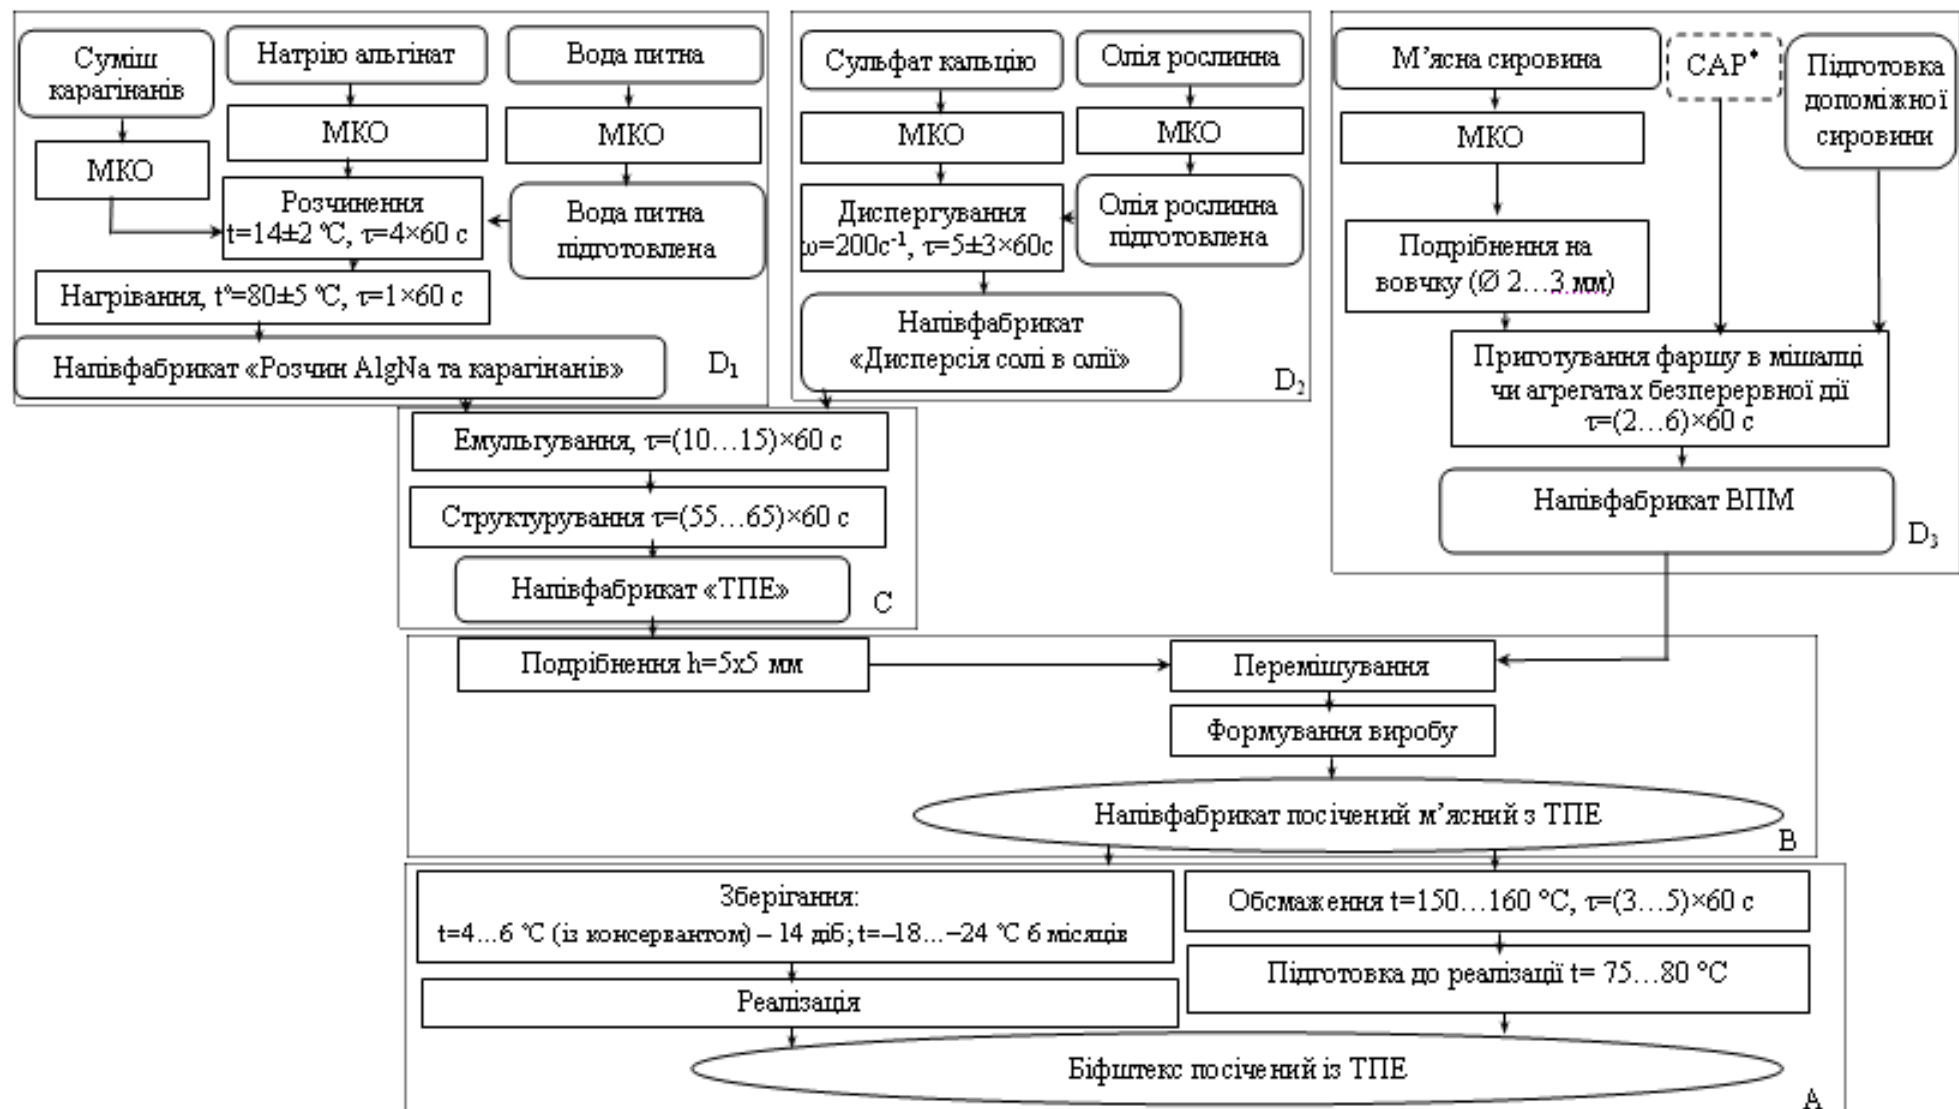 Суміш
карагінанів
МКО
Натрію альгінат
МКО
Розчинення
t=14±2 °С, τ=4×60 с
Вода питна
МКО
Вода питна
підготовлена
Нагрівання, t°=80±5 °С, τ=1×60 с
Напівфабрикат «Розчин AlgNa та карагінанів»
D₁
Сульфат кальцію
МКО
Диспергування
ω=200с⁻¹, τ=5±3×60с
Олія рослинна
МКО
Олія рослинна
підготовлена
Напівфабрикат
«Дисперсія солі в олії»
D₂
М’ясна сировина
МКО
Подрібнення на
вовчку (Ø 2…3 мм)
САР*
Підготовка
допоміжної
сировини
Приготування фаршу в мішалці
чи агрегатах безперервної дії
τ=(2…6)×60 с
Напівфабрикат ВПМ
D₃
Емульгування, τ=(10…15)×60 с
Структурування τ=(55…65)×60 с
Напівфабрикат «ТПЕ»
С
Подрібнення h=5х5 мм
Перемішування
Формування виробу
Напівфабрикат посічений м’ясний з ТПЕ
В
Зберігання:
t=4…6 °С (із консервантом) – 14 діб; t=–18…–24 °С 6 місяців
Реалізація
Обсмаження t=150…160 °С, τ=(3…5)×60 с
Підготовка до реалізації t= 75…80 °С
Біфштекс посічений із ТПЕ
А